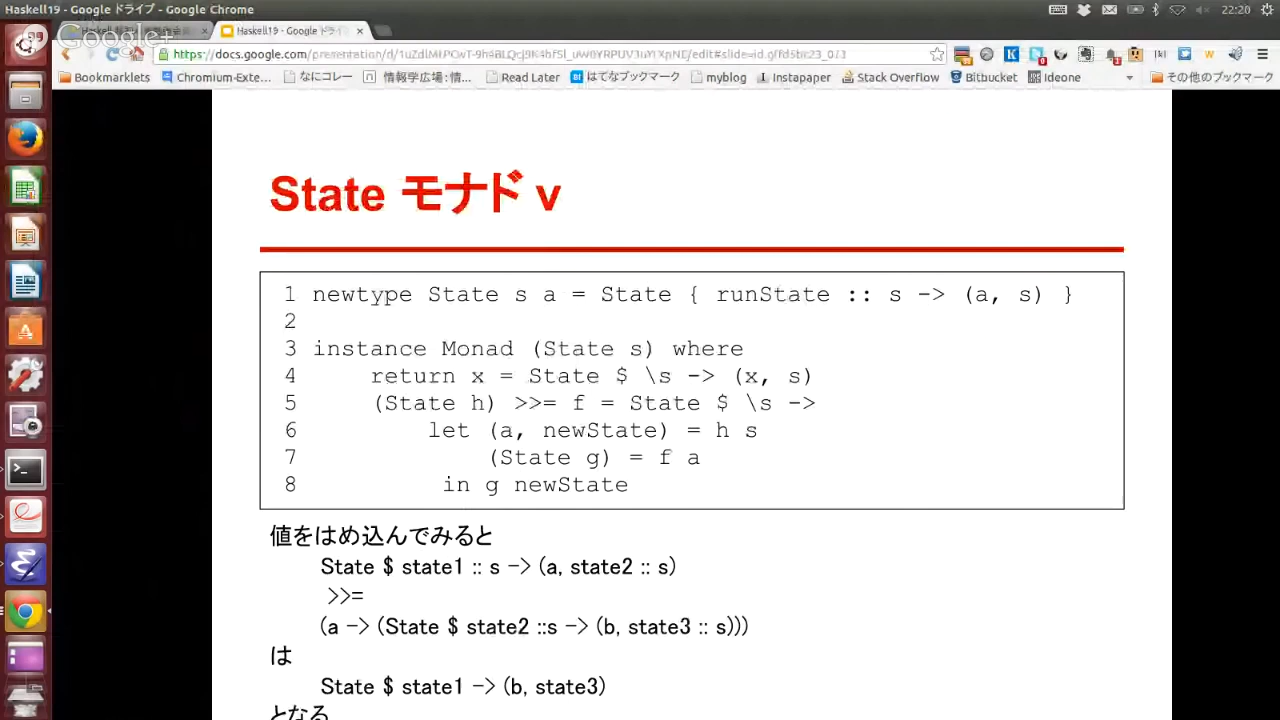 Haskell19 - Google ドライブ - Google Chrome
22:20
Google+
Haskell19 - Google ドライ
Bookmarklets
Chromium-Exte...
なにコレー
情報学広場:情...
Read Later
はてなブックマーク
myblog
Instapaper
Stack Overflow
Bitbucket
Ideone
その他のブックマーク
State モナド v
1 newtype State s a = State { runState :: s -> (a, s) }
2
3 instance Monad (State s) where
4 return x = State $ \s -> (x, s)
5 (State h) >>= f = State $ \s ->
6 let (a, newState) = h s
7 (State g) = f a
8 in g newState
値をはめ込んでみると
State $ state1 :: s -> (a, state2 :: s)
>>=
(a -> (State $ state2 ::s -> (b, state3 :: s)))
は
State $ state1 -> (b, state3)
となる